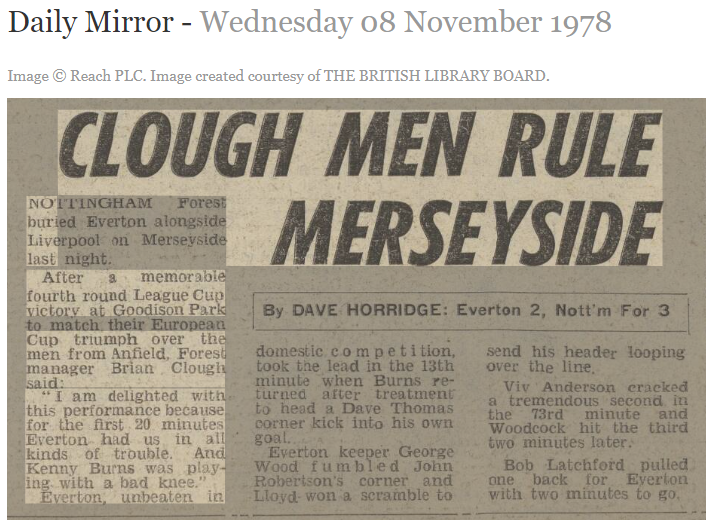 Daily Mirror - Wednesday 08 November 1978
Image © Reach PLC. Image created courtesy of THE BRITISH LIBRARY BOARD.
CLOUGH MEN RULE
MERSEYSIDE
NOTTINGHAM Forest
buried Everton alongside
Liverpool on Merseyside
last night.
After a memorable
fourth round League Cup
victory at Goodison Park
to match their European
Cup triumph over the
men from Anfield, Forest
manager Brian Clough
said:
"I am delighted with
this performance because
for the first 20 minutes
Everton had us in all
kinds of trouble. And
Kenny Burns was play-
ing with a bad knee."
Everton, unbeaten in
By DAVE HORRIDGE: Everton 2, Nott'm For 3
domestic competition,
took the lead in the 13th
minute when Burns re-
turned after treatment
to head a Dave Thomas
corner kick into his own
goal.
Everton keeper George
Wood fumbled John
Robertson's corner and
Lloyd won a scramble to
send his header looping
over the line.
Viv Anderson cracked
a tremendous second in
the 73rd minute and
Woodcock hit the third
two minutes later.
Bob Latchford pulled
one back for Everton
with two minutes to go.